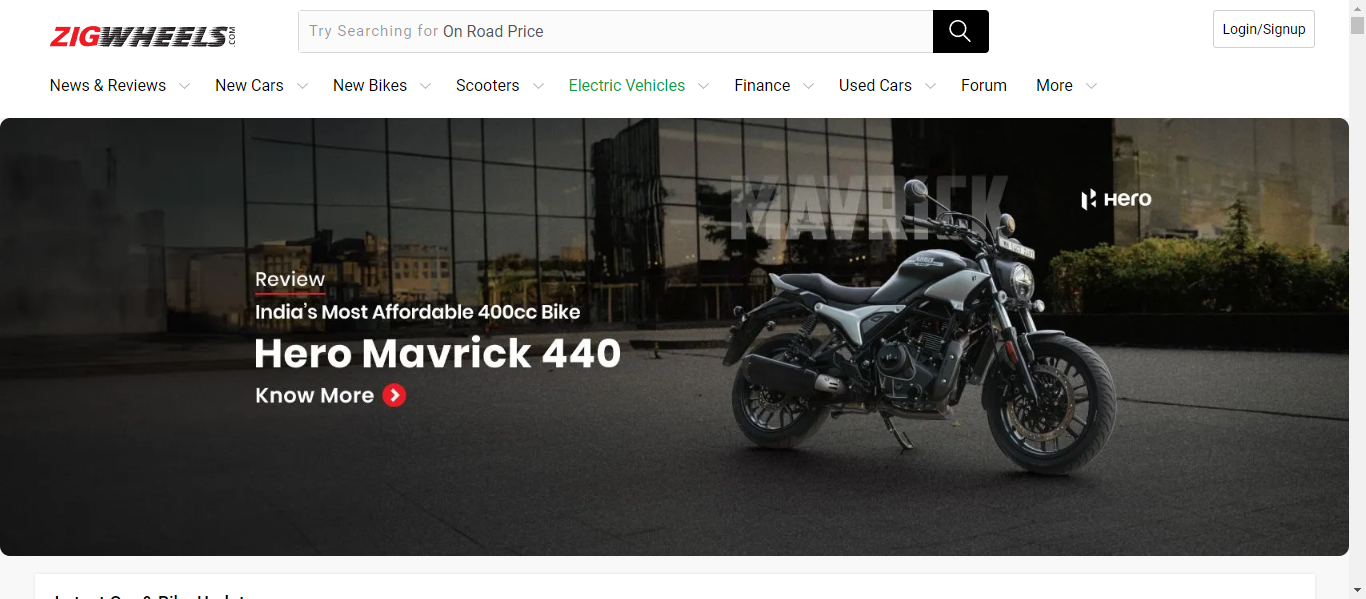 ZIGWHEELS.COM
Try Searching for On Road Price
Login/Signup
News & Reviews
New Cars
New Bikes
Scooters
Electric Vehicles
Finance
Used Cars
Forum
More
MAVRICK
Hero
Review
India's Most Affordable 400cc Bike
Hero Mavrick 440
Know More